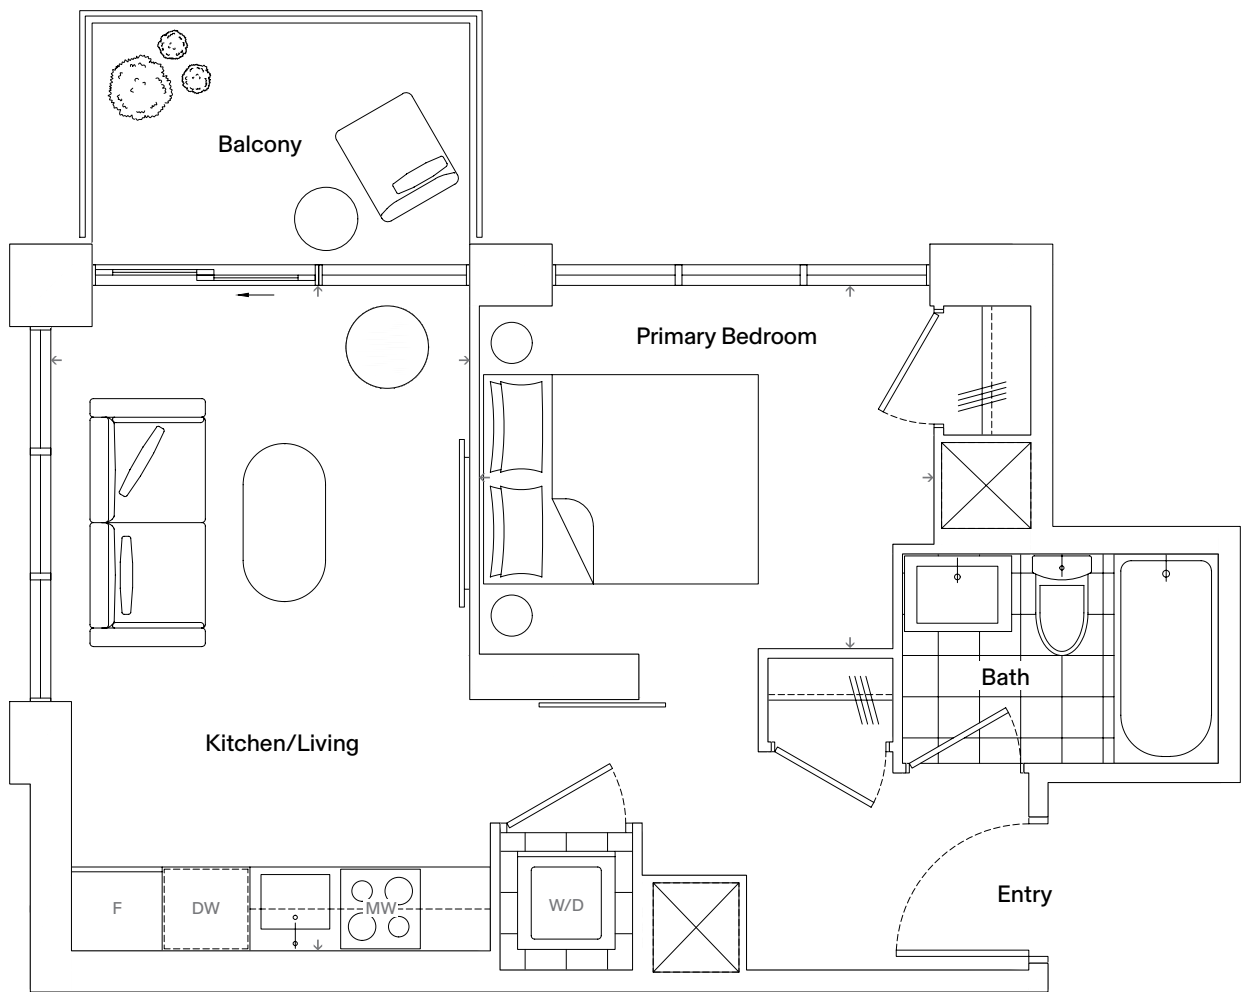 Balcony
Primary Bedroom
Bath
Kitchen/Living
Entry
F
DW
MW
W/D